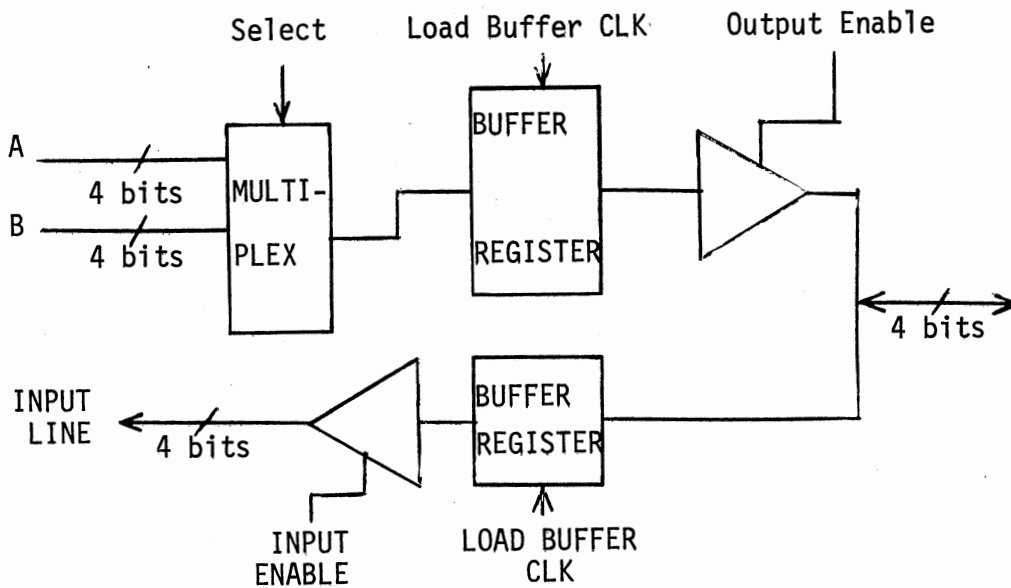 Select
Load Buffer CLK
Output Enable
A
4 bits
B
4 bits
MULTI-
PLEX
BUFFER
REGISTER
4 bits
INPUT
LINE
4 bits
BUFFER
REGISTER
INPUT
ENABLE
LOAD BUFFER
CLK